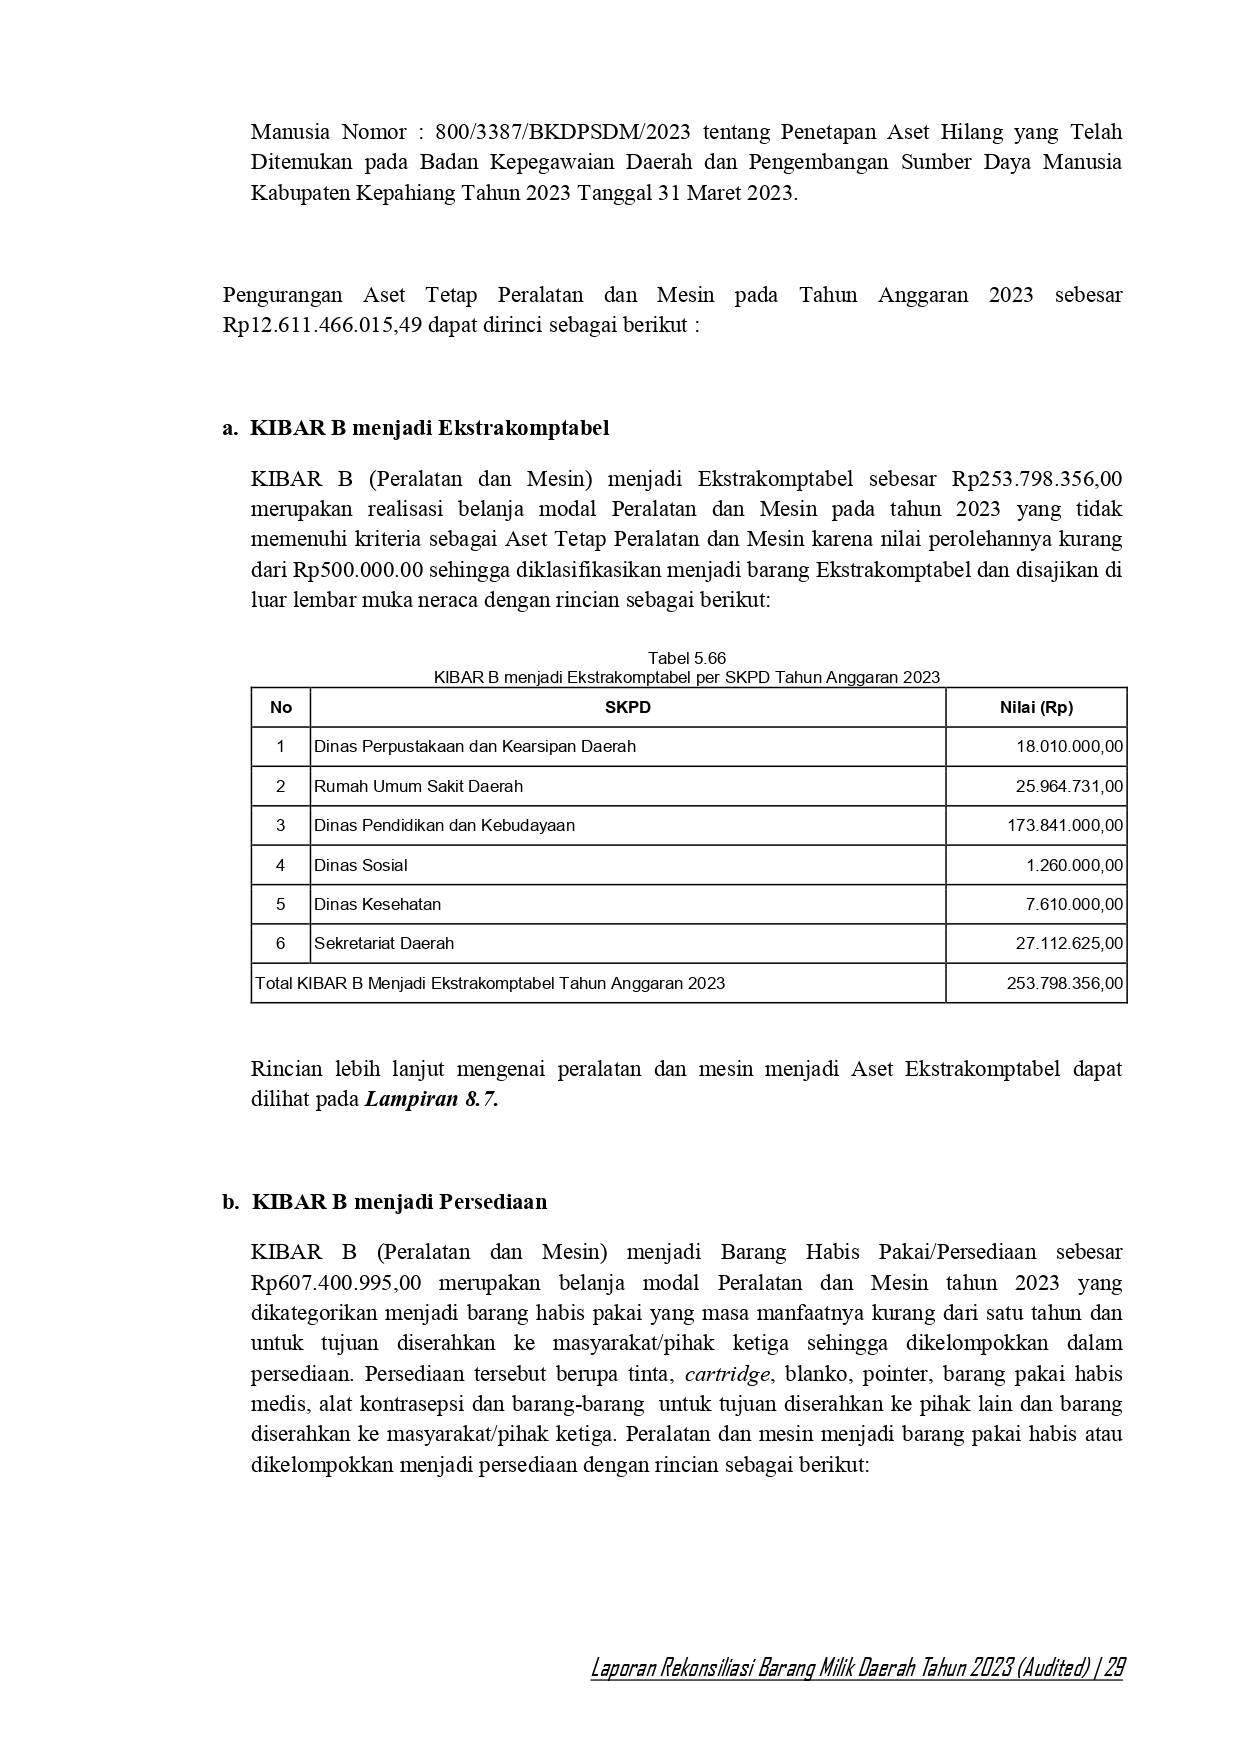 Manusia Nomor : 800/3387/BKDPSDM/2023 tentang Penetapan Aset Hilang yang Telah
Ditemukan pada Badan Kepegawaian Daerah dan Pengembangan Sumber Daya Manusia
Kabupaten Kepahiang Tahun 2023 Tanggal 31 Maret 2023.
Pengurangan Aset Tetap Peralatan dan Mesin pada Tahun Anggaran 2023 sebesar
Rp12.611.466.015,49 dapat dirinci sebagai berikut :
a. KIBAR B menjadi Ekstrakomptabel
KIBAR B (Peralatan dan Mesin) menjadi Ekstrakomptabel sebesar Rp253.798.356,00
merupakan realisasi belanja modal Peralatan dan Mesin pada tahun 2023 yang tidak
memenuhi kriteria sebagai Aset Tetap Peralatan dan Mesin karena nilai perolehannya kurang
dari Rp500.000.00 sehingga diklasifikasikan menjadi barang Ekstrakomptabel dan disajikan di
luar lembar muka neraca dengan rincian sebagai berikut:
Tabel 5.66
KIBAR B menjadi Ekstrakomptabel per SKPD Tahun Anggaran 2023
No SKPD Nilai (Rp)
1 Dinas Perpustakaan dan Kearsipan Daerah 18.010.000,00
2 Rumah Umum Sakit Daerah 25.964.731,00
3 Dinas Pendidikan dan Kebudayaan 173.841.000,00
4 Dinas Sosial 1.260.000,00
5 Dinas Kesehatan 7.610.000,00
6 Sekretariat Daerah 27.112.625,00
Total KIBAR B Menjadi Ekstrakomptabel Tahun Anggaran 2023 253.798.356,00
Rincian lebih lanjut mengenai peralatan dan mesin menjadi Aset Ekstrakomptabel dapat
dilihat pada Lampiran 8.7.
b. KIBAR B menjadi Persediaan
KIBAR B (Peralatan dan Mesin) menjadi Barang Habis Pakai/Persediaan sebesar
Rp607.400.995,00 merupakan belanja modal Peralatan dan Mesin tahun 2023 yang
dikategorikan menjadi barang habis pakai yang masa manfaatnya kurang dari satu tahun dan
untuk tujuan diserahkan ke masyarakat/pihak ketiga sehingga dikelompokkan dalam
persediaan. Persediaan tersebut berupa tinta, cartridge, blanko, pointer, barang pakai habis
medis, alat kontrasepsi dan barang-barang untuk tujuan diserahkan ke pihak lain dan barang
diserahkan ke masyarakat/pihak ketiga. Peralatan dan mesin menjadi barang pakai habis atau
dikelompokkan menjadi persediaan dengan rincian sebagai berikut:
Laporan Rekonsiliasi Barang Milik Daerah Tahun 2023 (Audited) | 29